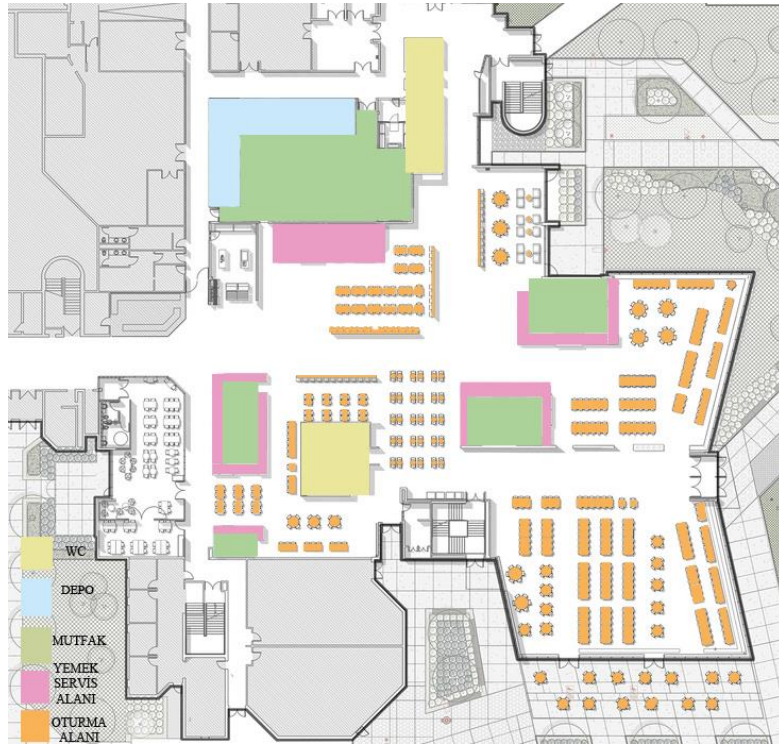 WC
DEPO
MUTFAK
YEMEK
SERVİS
ALANI
OTURMA
ALANI